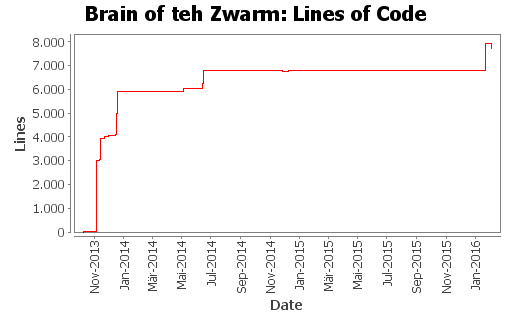 Brain of teh Zwarm: Lines of Code
8.000
7.000
6.000
5.000
4.000
3.000
2.000
1.000
0
Lines
Nov-2013
Jan-2014
Mär-2014
Mai-2014
Jul-2014
Sep-2014
Nov-2014
Jan-2015
Mär-2015
Mai-2015
Jul-2015
Sep-2015
Nov-2015
Jan-2016
Date